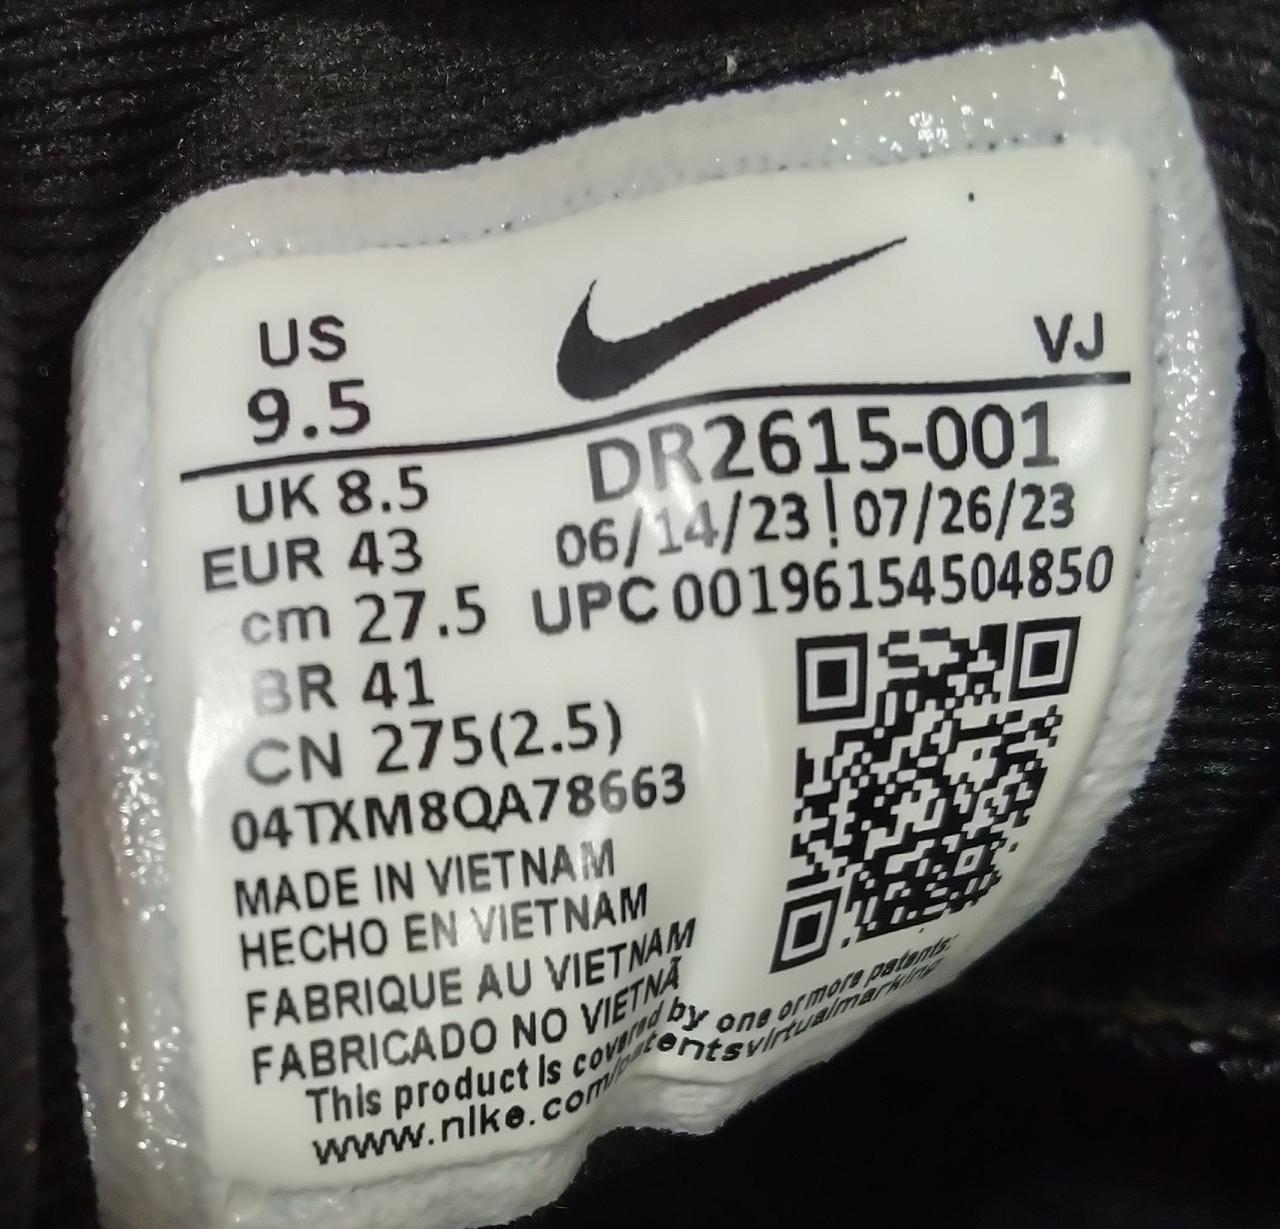 US
9.5
VJ
UK 8.5
EUR 43
cm 27.5
BR 41
CN 275(2.5)
DR2615-001
06/14/23 | 07/26/23
UPC 00196154504850
04TXM8QA78663
MADE IN VIETNAM
HECHO EN VIETNAM
FABRIQUE AU VIETNAM
FABRICADO NO VIETNÃ
This product is covered by one or more patents:
www.nike.com/patentsvirtualmarking